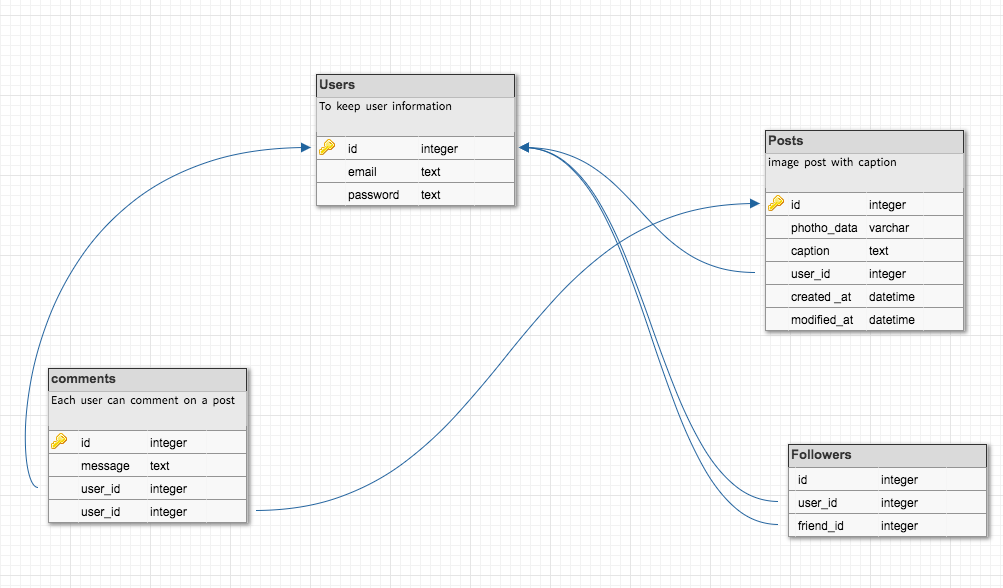 Users
To keep user information
id integer
email text
password text
Posts
image post with caption
id integer
photho_data varchar
caption text
user_id integer
created _at datetime
modified_at datetime
comments
Each user can comment on a post
id integer
message text
user_id integer
user_id integer
Followers
id integer
user_id integer
friend_id integer